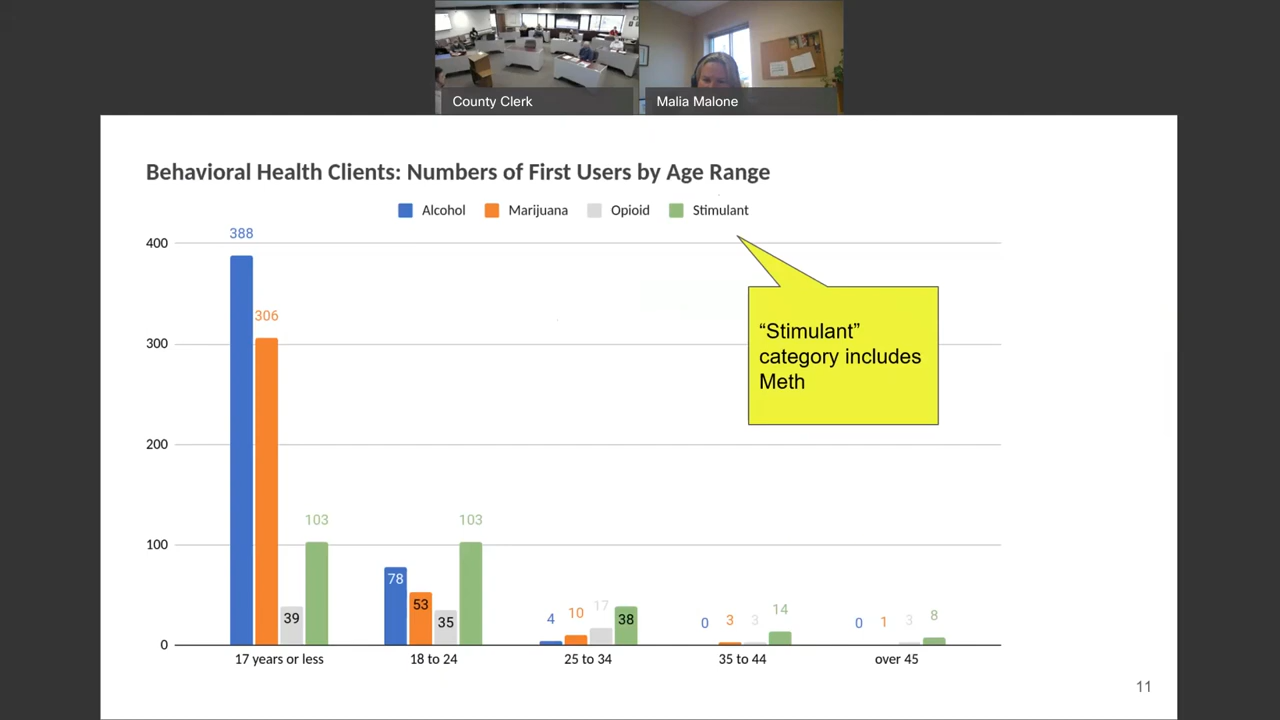 County Clerk
Malia Malone
Behavioral Health Clients: Numbers of First Users by Age Range
Alcohol Marijuana Opioid Stimulant
“Stimulant”
category includes
Meth
400
300
200
100
0
388
306
39
103
78
53
35
103
4
10
17
38
0
3
3
14
0
1
3
8
17 years or less
18 to 24
25 to 34
35 to 44
over 45
11